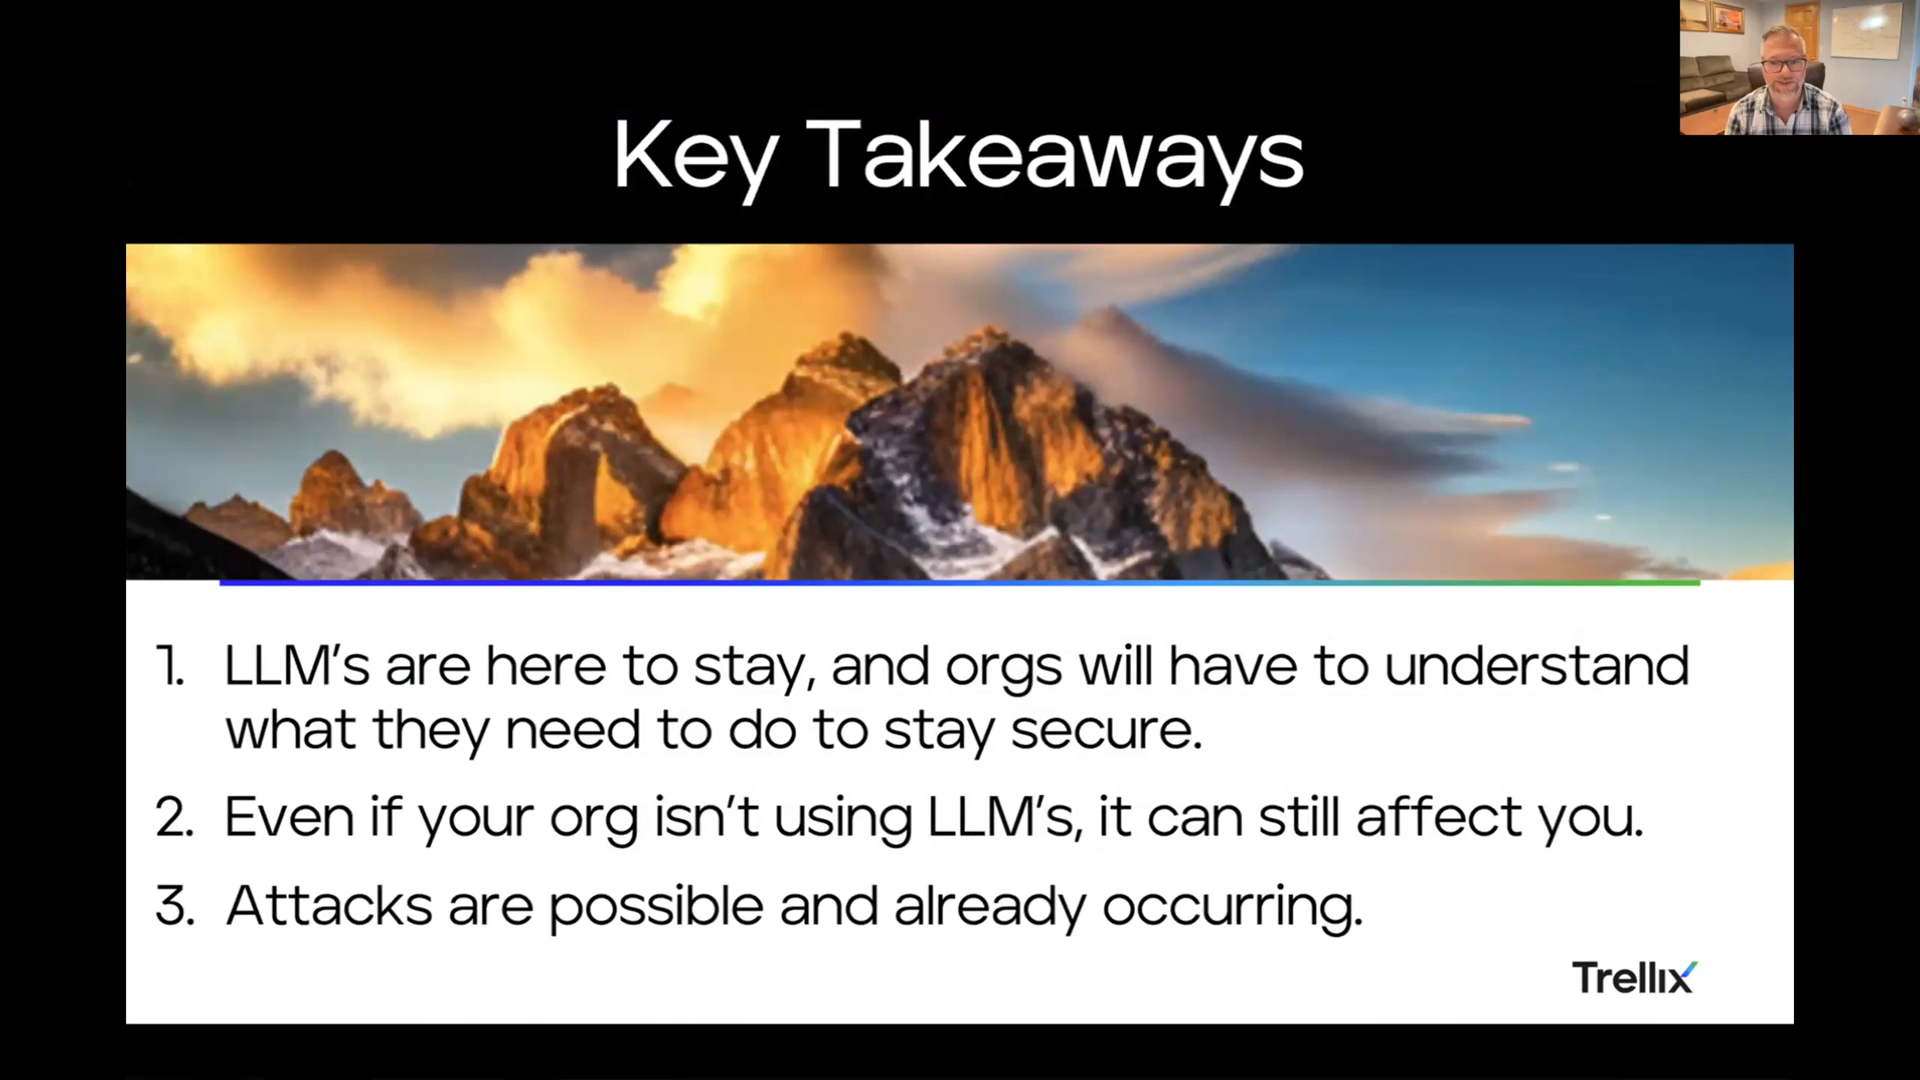 Key Takeaways
1. LLM's are here to stay, and orgs will have to understand
what they need to do to stay secure.
2. Even if your org isn't using LLM's, it can still affect you.
3. Attacks are possible and already occurring.
Trellix